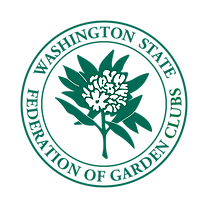 WASHINGTON STATE
FEDERATION OF GARDEN CLUBS